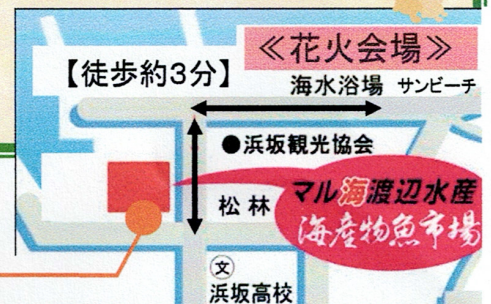 ≪花火会場≫
【徒歩約3分】
海水浴場 サンビーチ
●浜坂観光協会
マル海渡辺水産
松林
海産物魚市場
文
浜坂高校